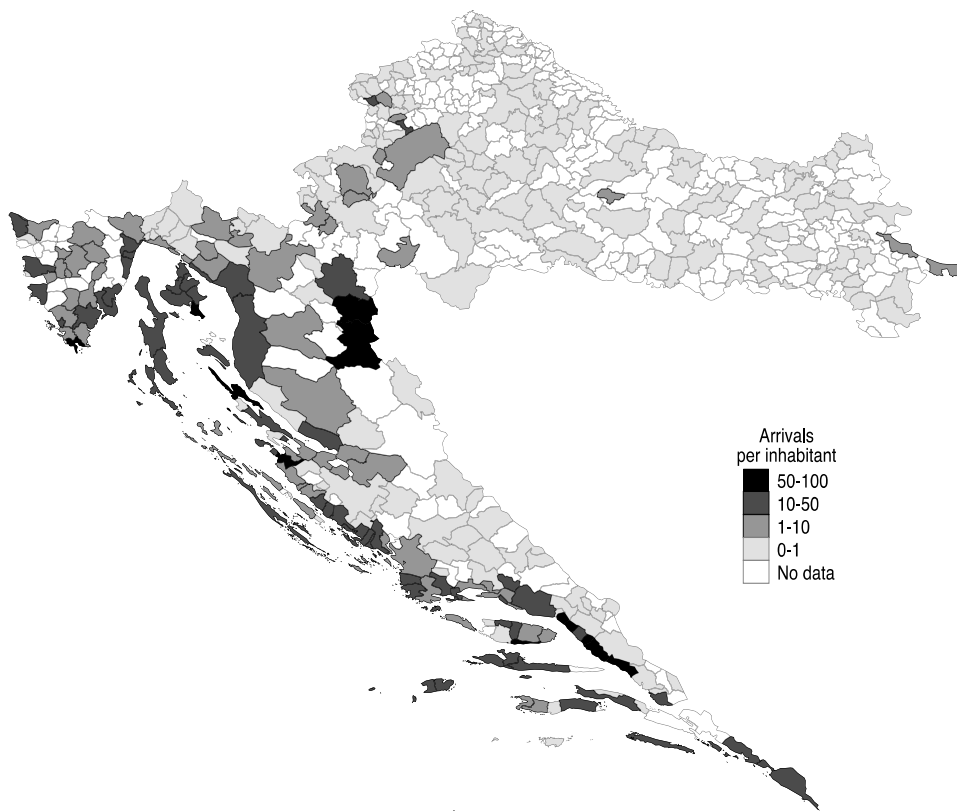 Arrivals
per inhabitant
50-100
10-50
1-10
0-1
No data